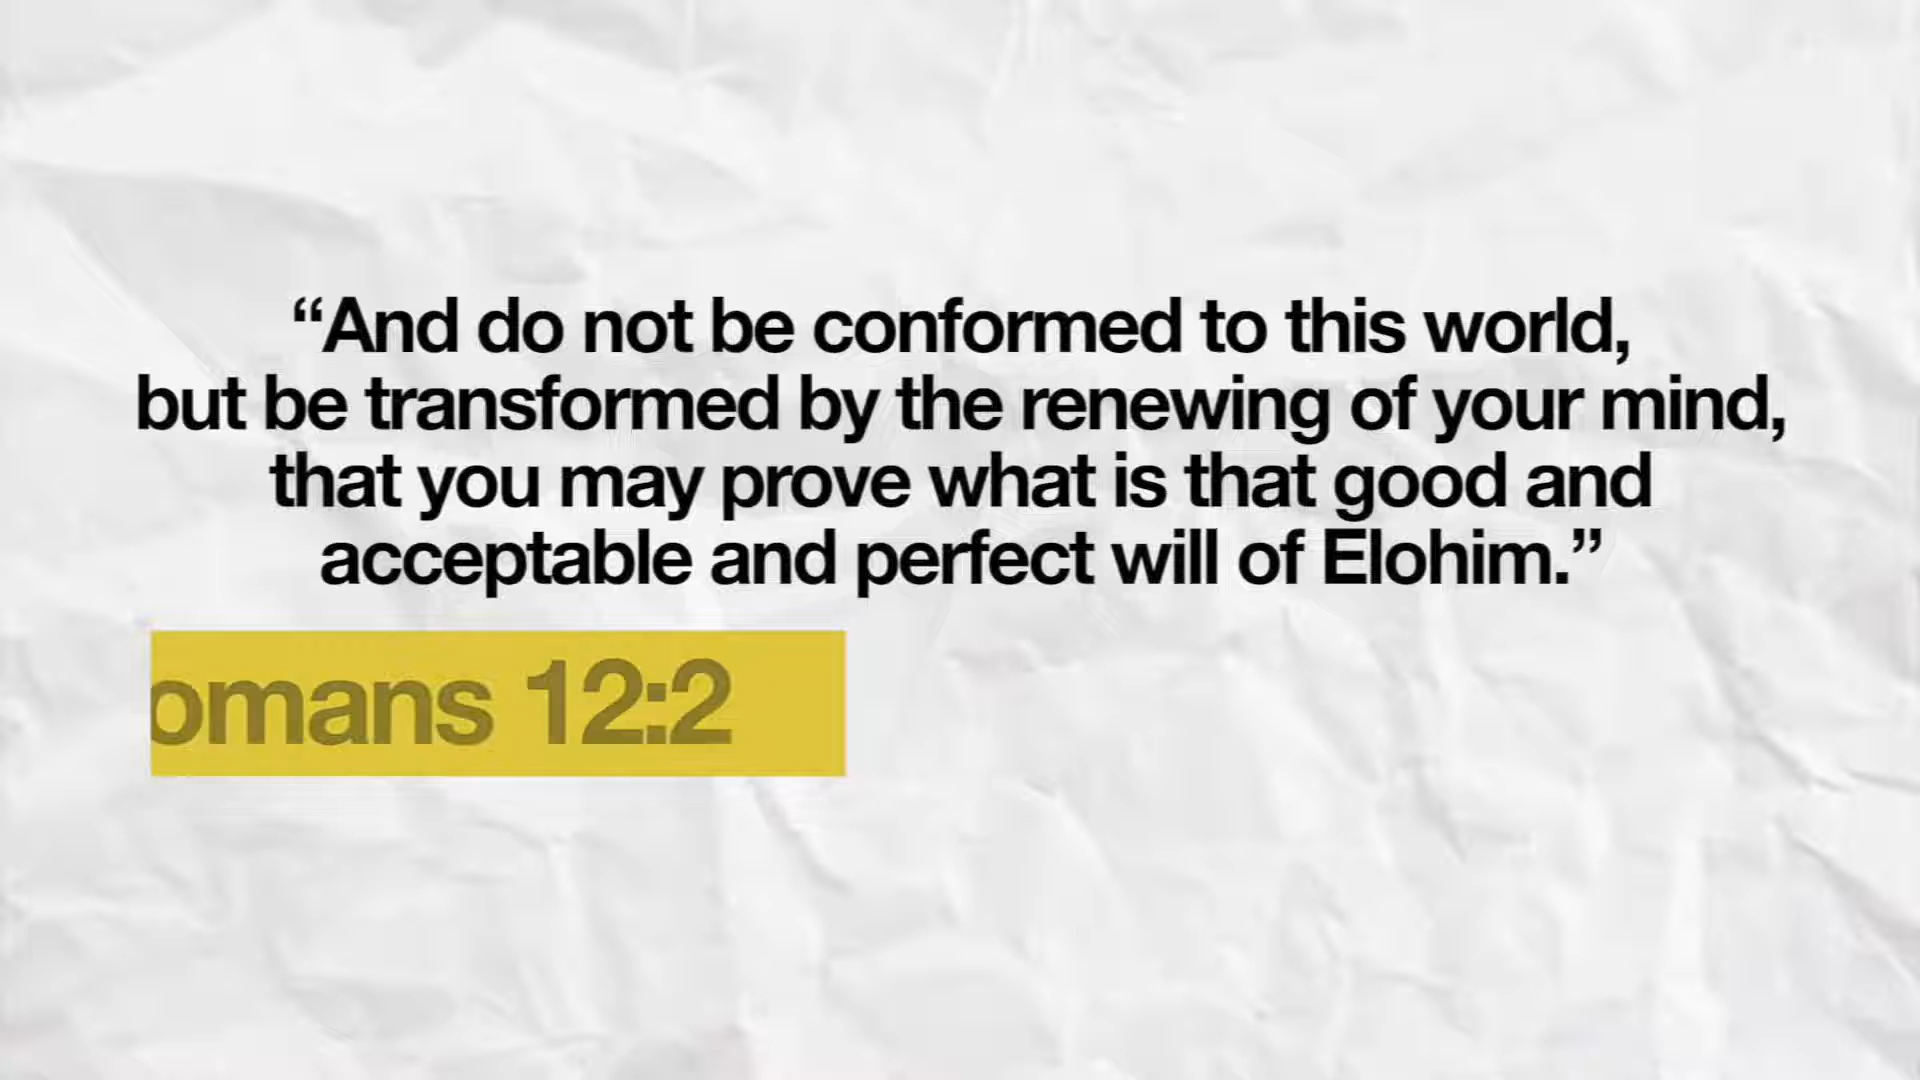 “And do not be conformed to this world,
but be transformed by the renewing of your mind,
that you may prove what is that good and
acceptable and perfect will of Elohim.”
omans 12:2